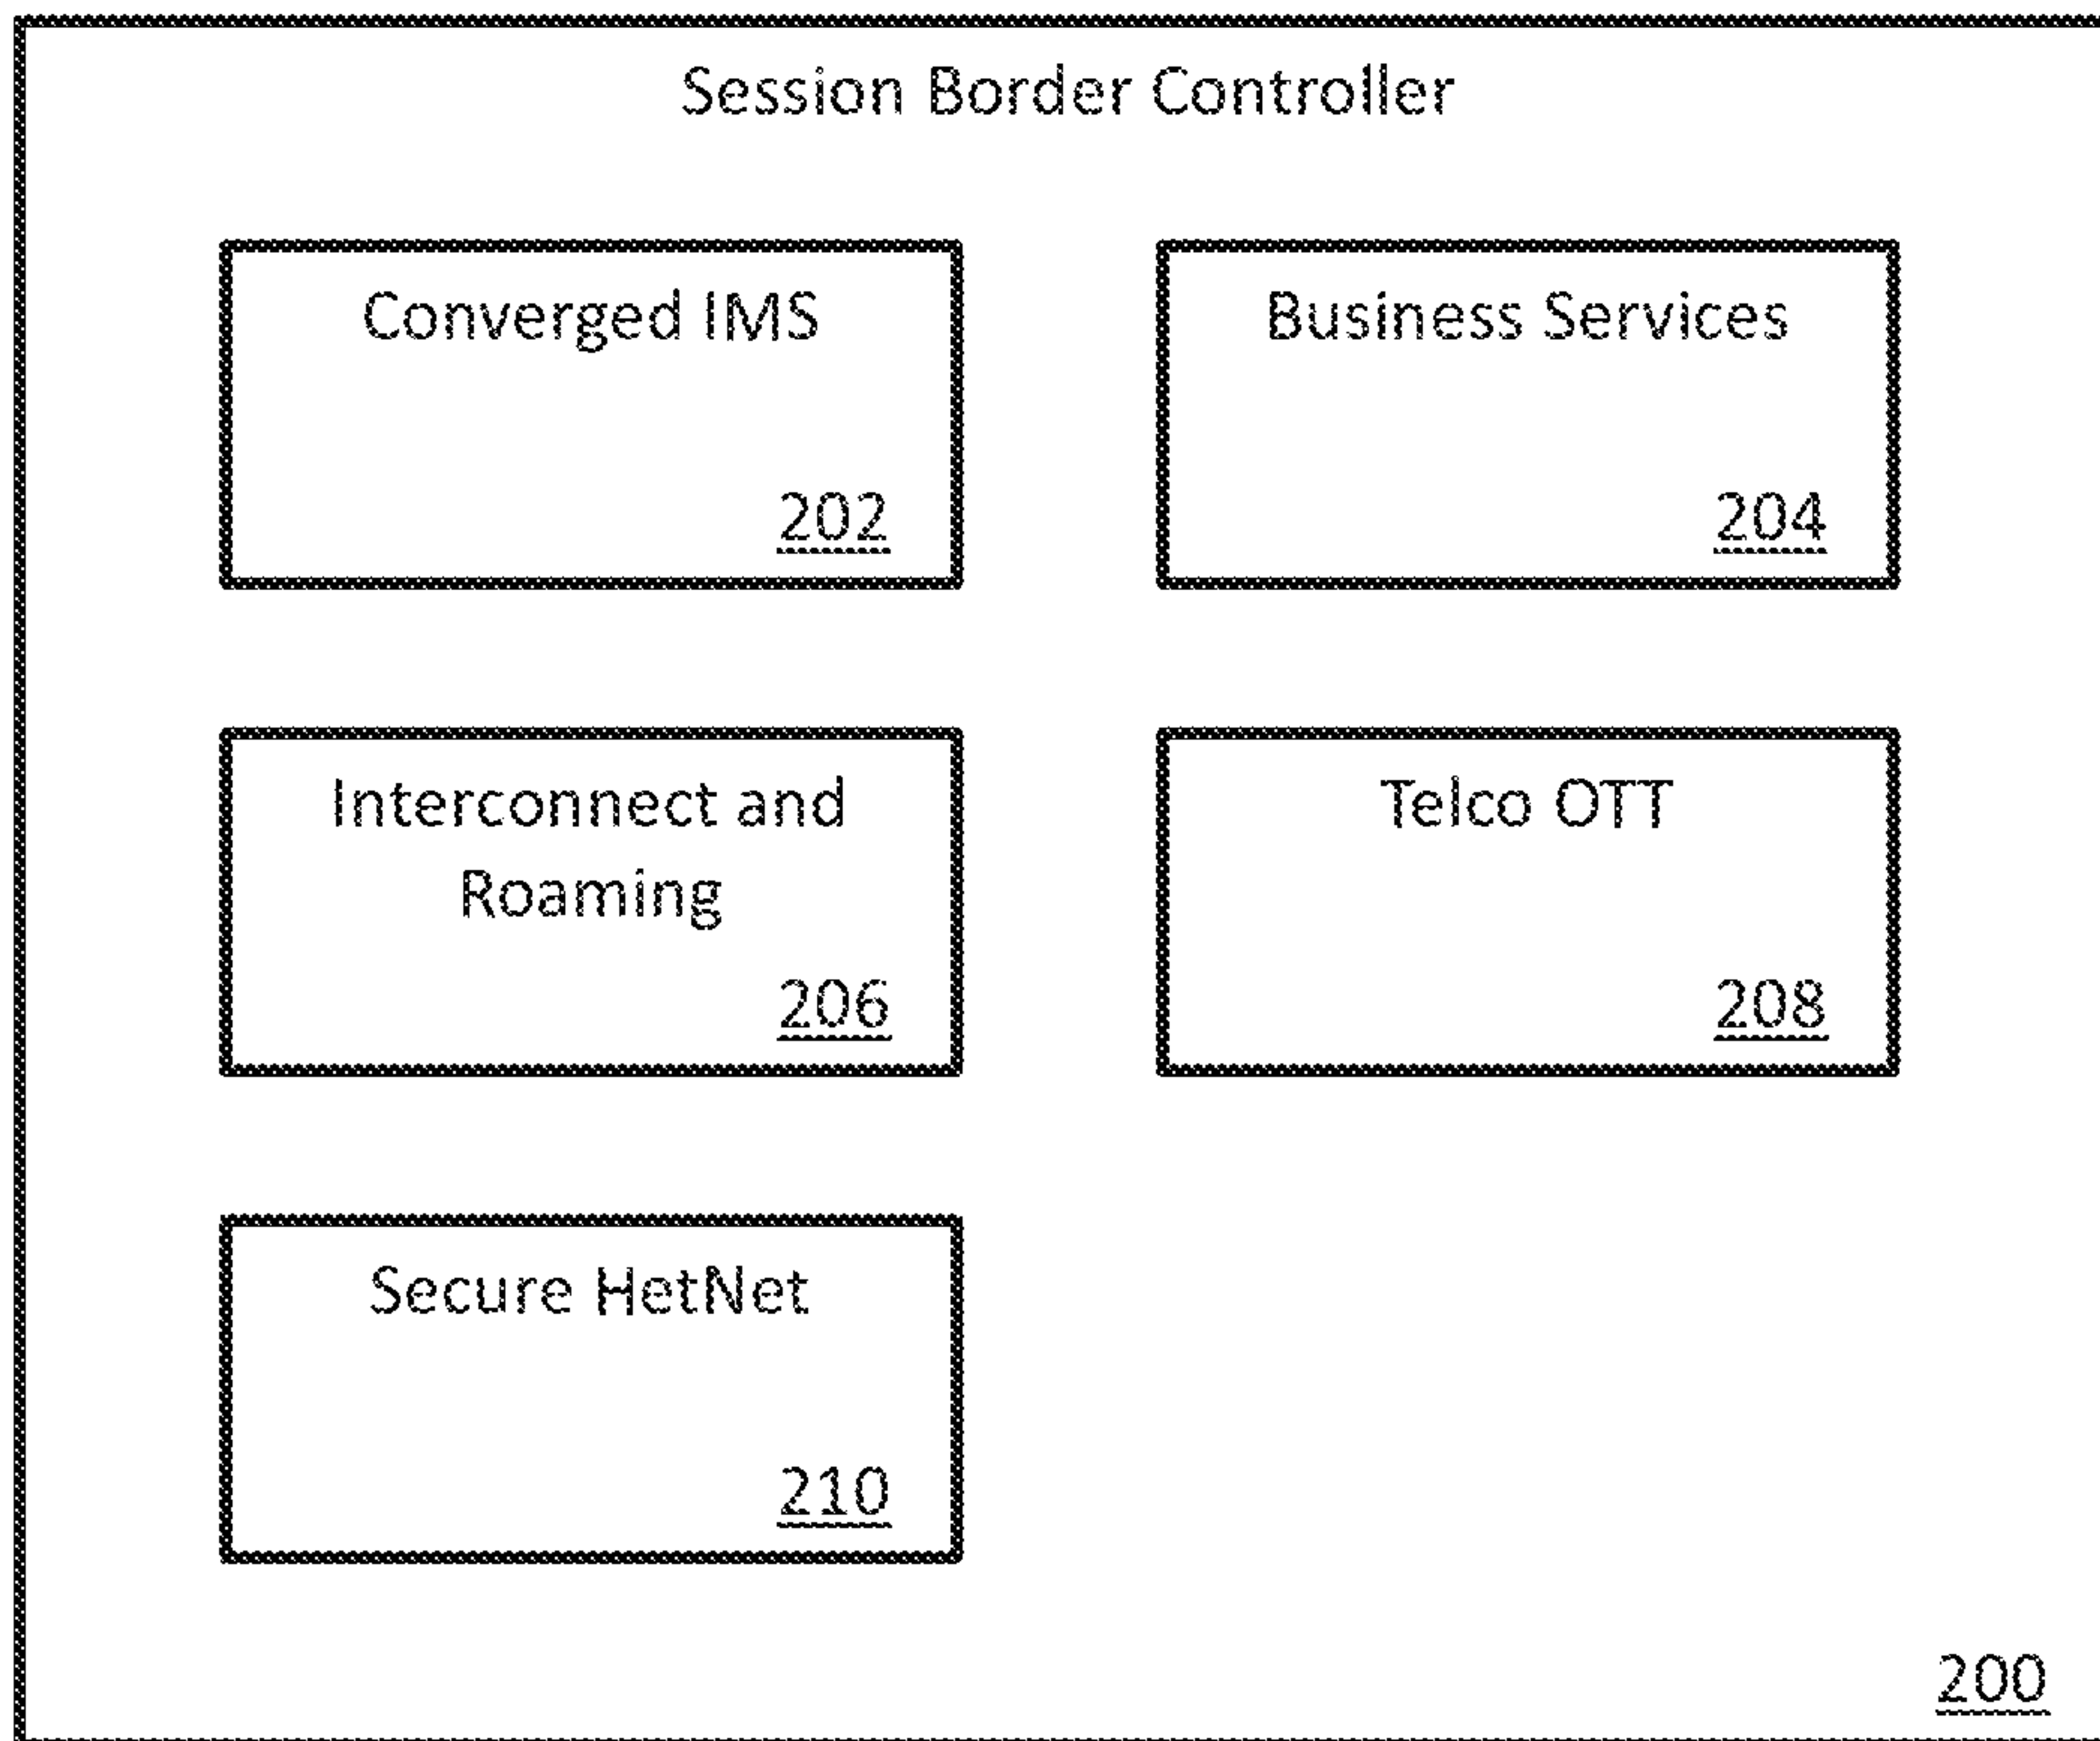 Session Border Controller
Converged IMS
202
Business Services
204
Interconnect and
Roaming
206
Telco OTT
208
Secure HetNet
210
200